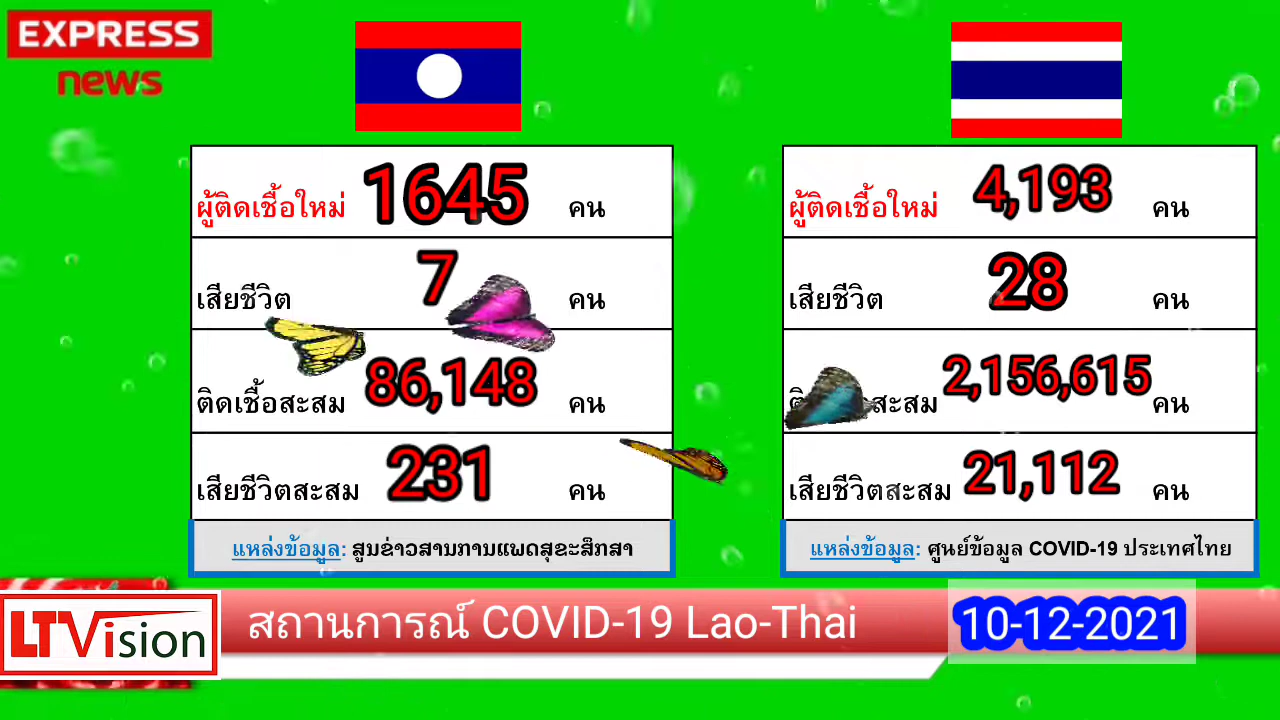 EXPRESS
news
ผู้ติดเชื้อใหม่ 1645 คน
เสียชีวิต 7 คน
ติดเชื้อสะสม 86,148 คน
เสียชีวิตสะสม 231 คน
แหล่งข้อมูล: ສູນຂ່າວສານການແພດສຸຂະສຶກສາ
ผู้ติดเชื้อใหม่ 4,193 คน
เสียชีวิต 28 คน
สะสม 2,156,615 คน
เสียชีวิตสะสม 21,112 คน
แหล่งข้อมูล: ศูนย์ข้อมูล COVID-19 ประเทศไทย
LTVision
สถานการณ์ COVID-19 Lao-Thai
10-12-2021